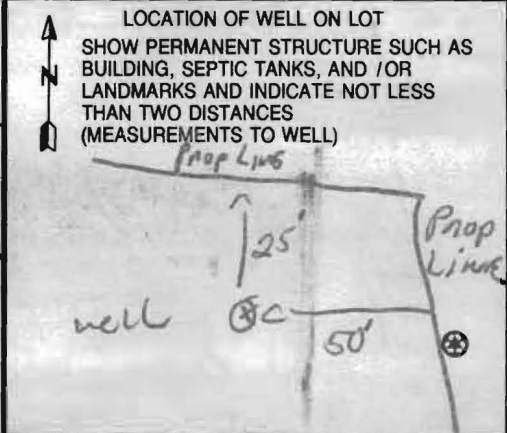 LOCATION OF WELL ON LOT
SHOW PERMANENT STRUCTURE SUCH AS
BUILDING, SEPTIC TANKS, AND / OR
LANDMARKS AND INDICATE NOT LESS
THAN TWO DISTANCES
(MEASUREMENTS TO WELL)
N
Prop Line
Prop
Line
25'
well
50'